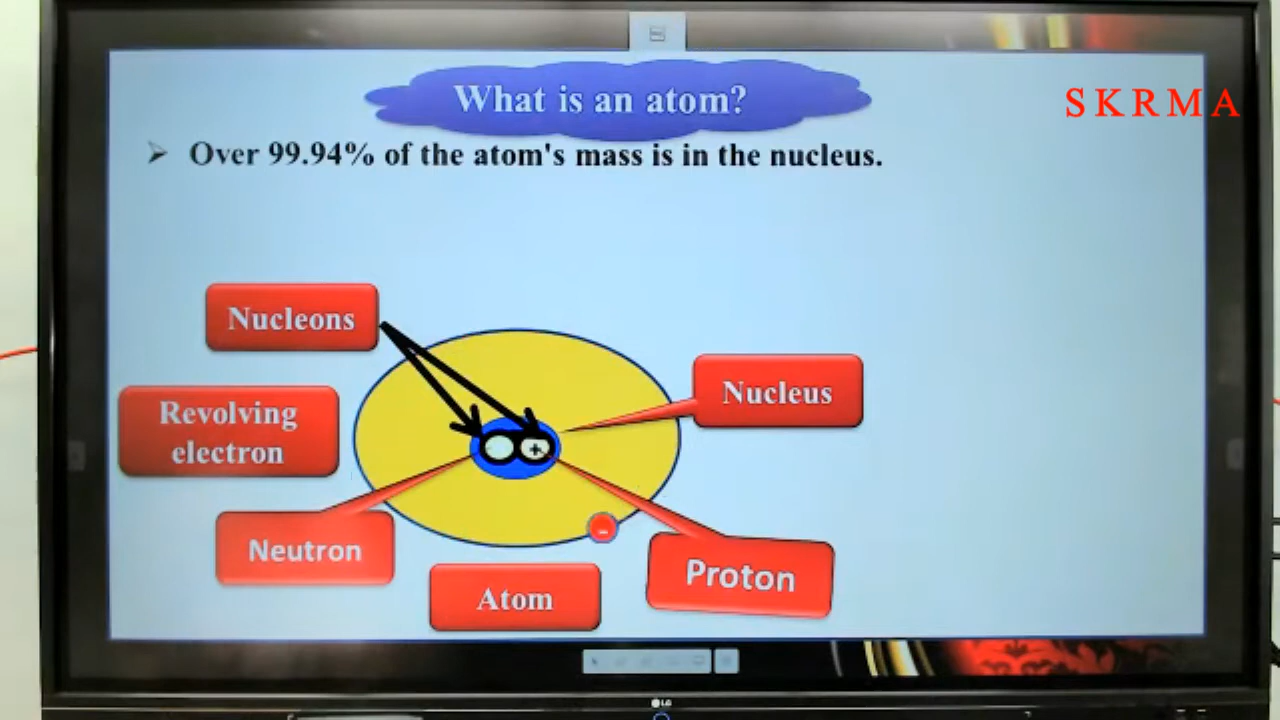 What is an atom?
SKRMA
➢ Over 99.94% of the atom's mass is in the nucleus.
Nucleons
Nucleus
Revolving
electron
+
-
Neutron
Proton
Atom
LG